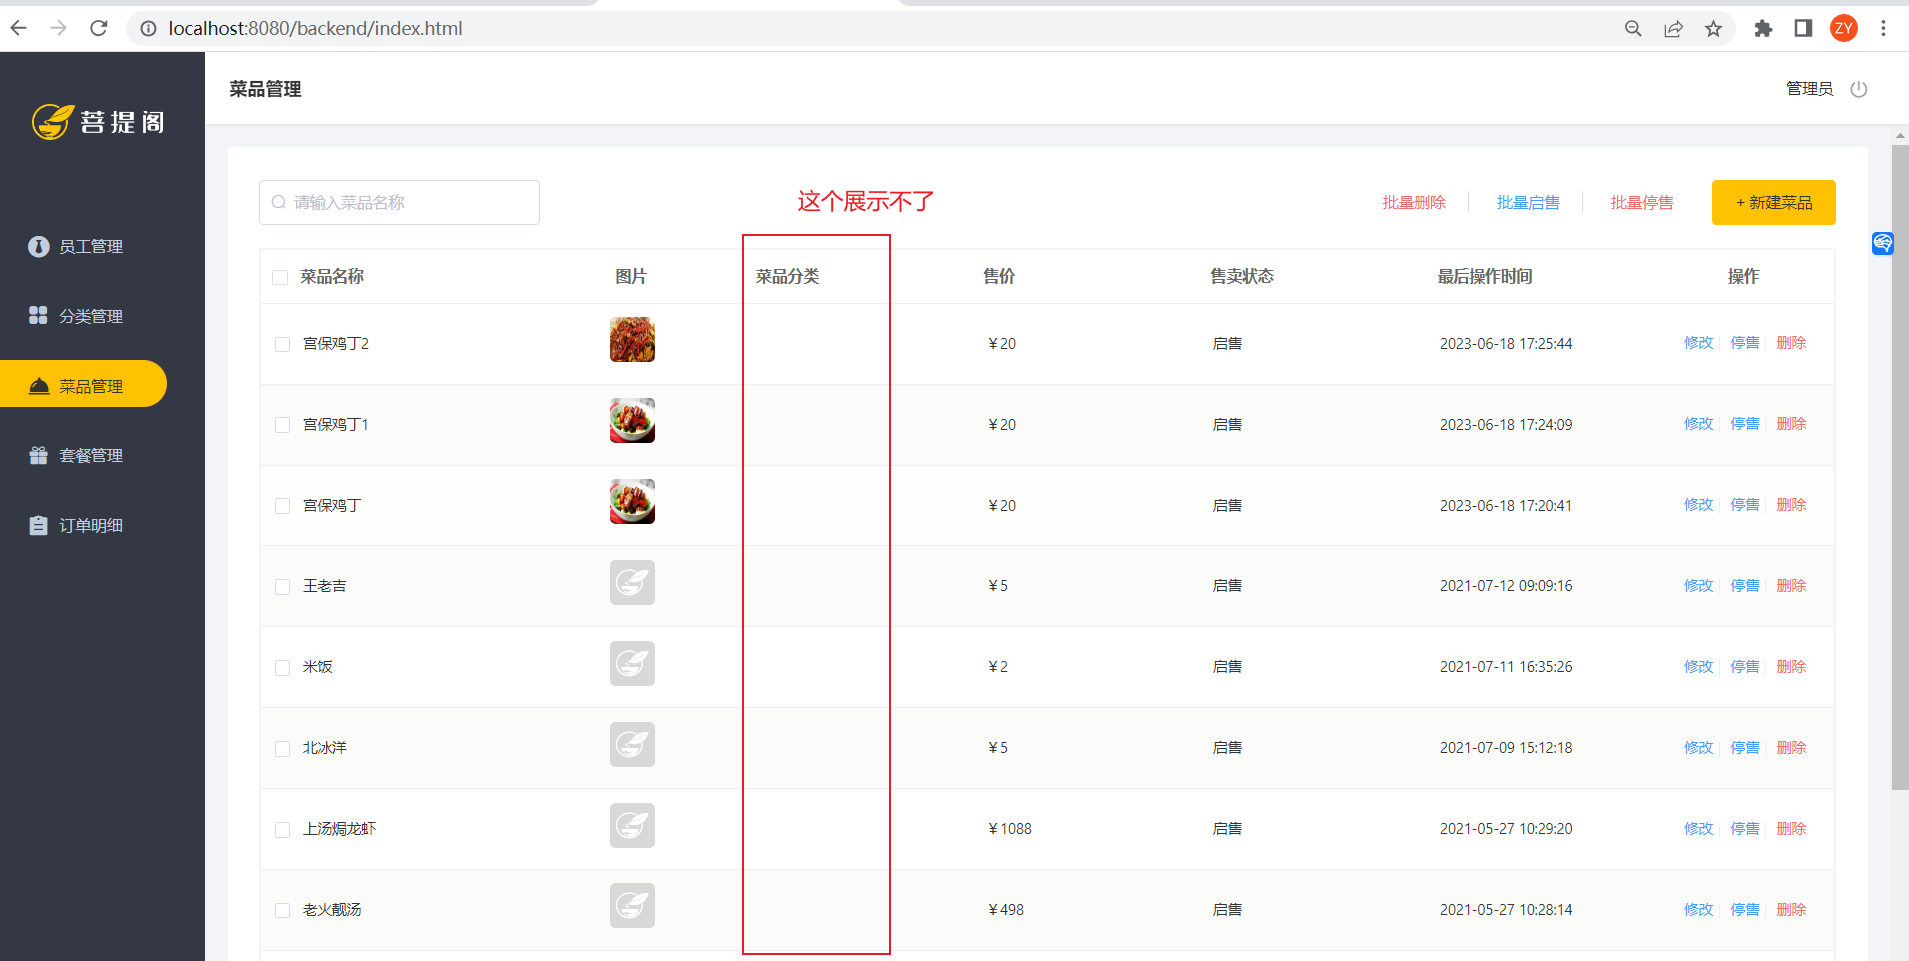 localhost:8080/backend/index.html
ZY
菩提阁
菜品管理
管理员
员工管理
分类管理
菜品管理
套餐管理
订单明细
请输入菜品名称
这个展示不了
批量删除 批量启售 批量停售 + 新建菜品
菜品名称 图片 菜品分类 售价 售卖状态 最后操作时间 操作
宫保鸡丁2 ￥20 启售 2023-06-18 17:25:44 修改 停售 删除
宫保鸡丁1 ￥20 启售 2023-06-18 17:24:09 修改 停售 删除
宫保鸡丁 ￥20 启售 2023-06-18 17:20:41 修改 停售 删除
王老吉 ￥5 启售 2021-07-12 09:09:16 修改 停售 删除
米饭 ￥2 启售 2021-07-11 16:35:26 修改 停售 删除
北冰洋 ￥5 启售 2021-07-09 15:12:18 修改 停售 删除
上汤焗龙虾 ￥1088 启售 2021-05-27 10:29:20 修改 停售 删除
老火靓汤 ￥498 启售 2021-05-27 10:28:14 修改 停售 删除